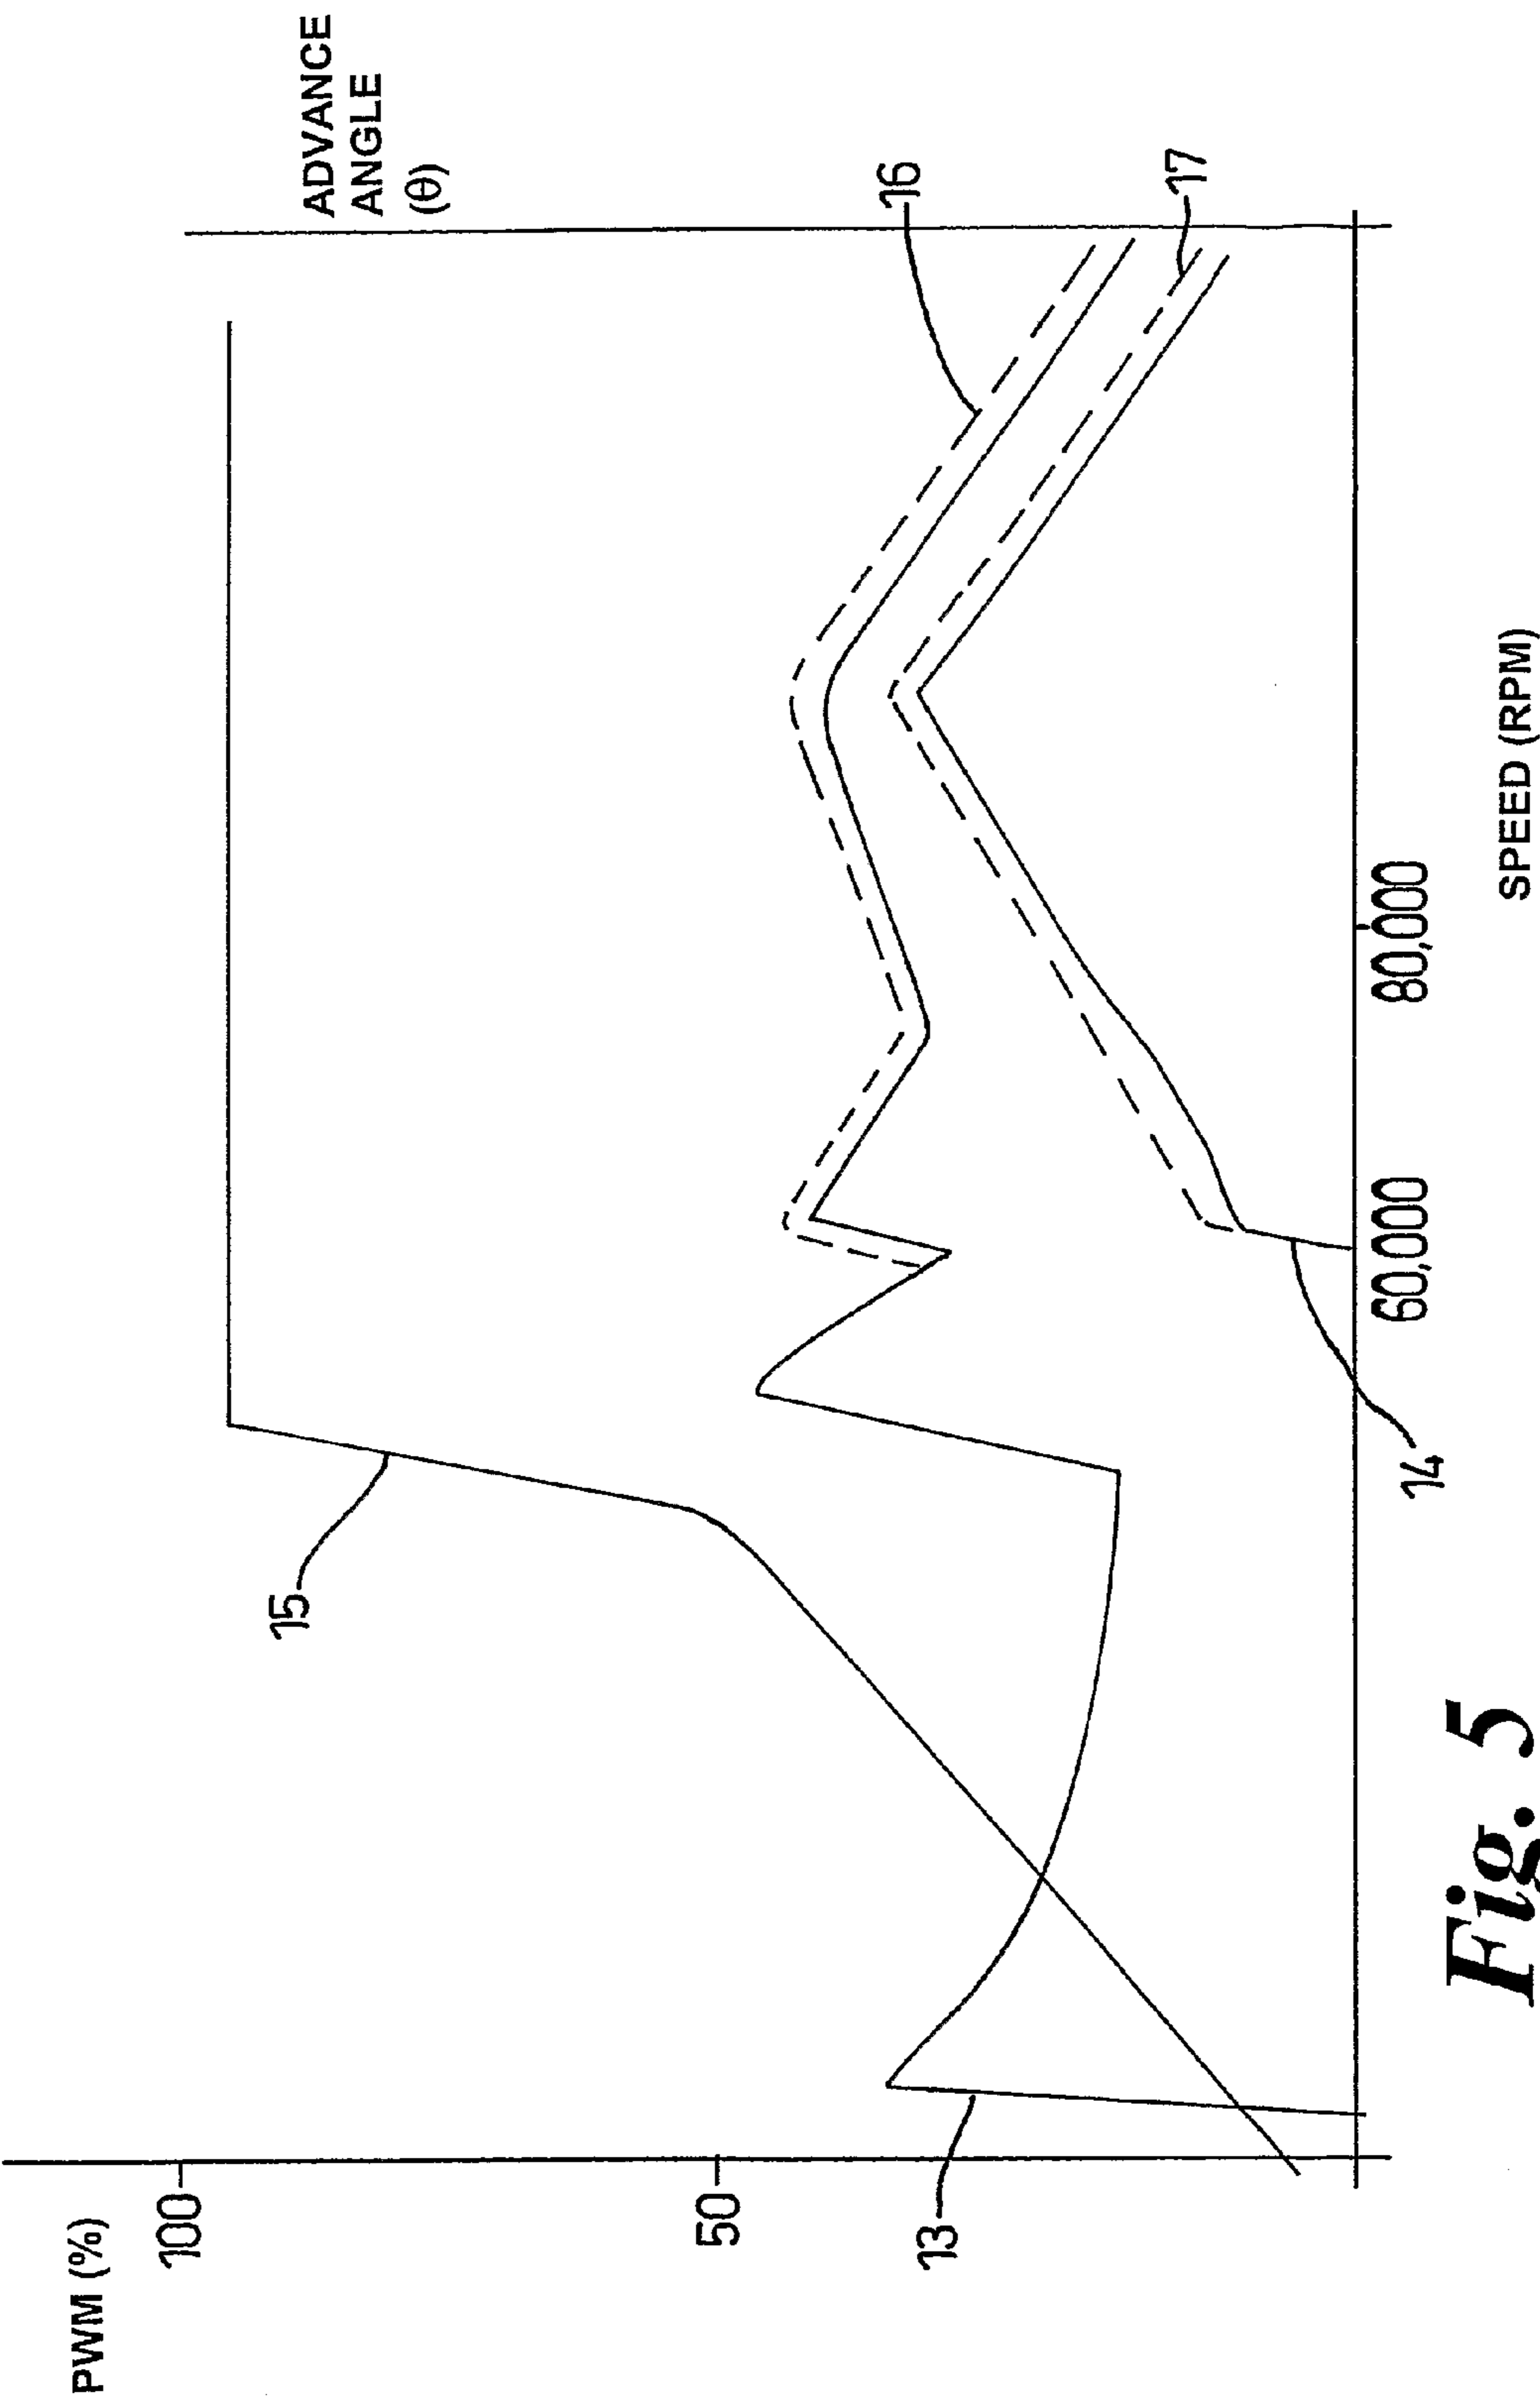 PWM (%)
100
50
13
15
ADVANCE
ANGLE
(θ)
16
17
14
60,000
80,000
SPEED (RPM)
Fig. 5